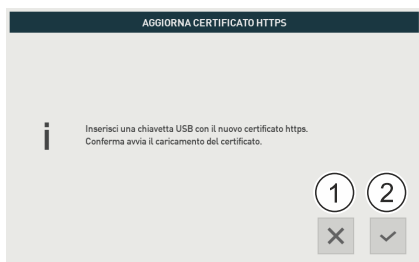 AGGIORNA CERTIFICATO HTTPS
Inserisci una chiavetta USB con il nuovo certificato https.
Conferma avvia il caricamento del certificato.
1 2